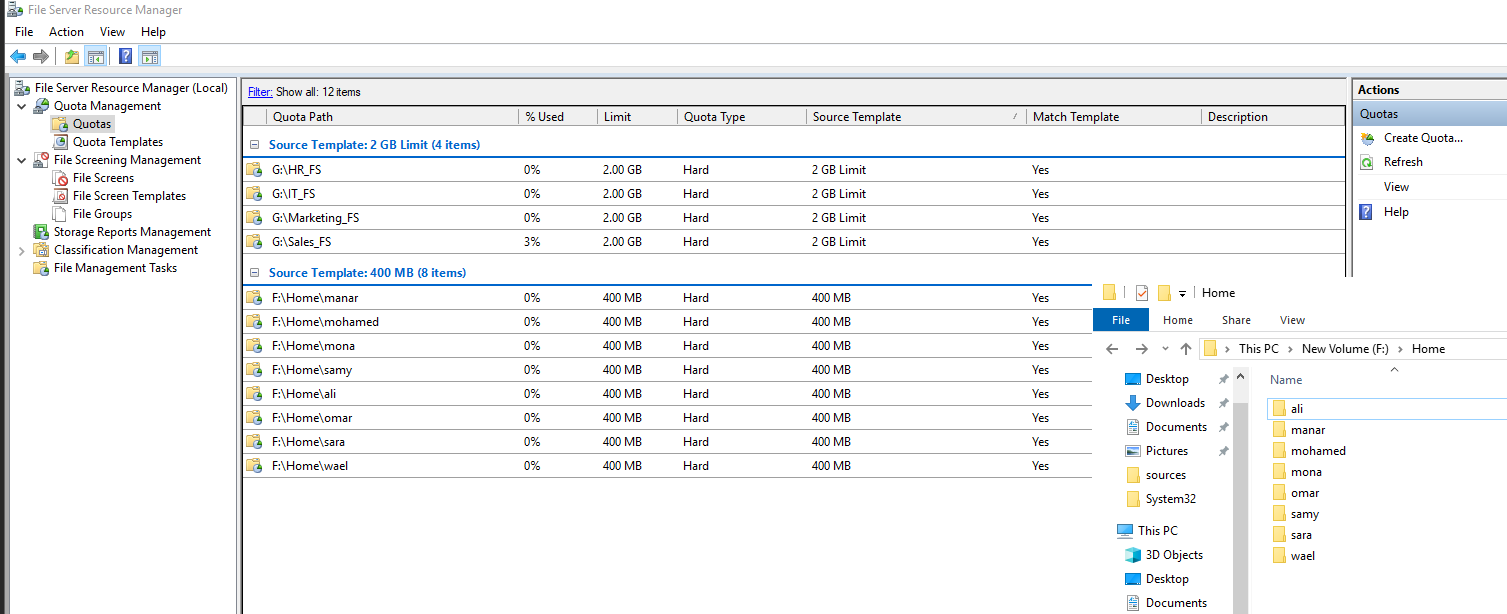 File Server Resource Manager
File Action View Help
File Server Resource Manager (Local)
Quota Management
Quotas
Quota Templates
File Screening Management
File Screens
File Screen Templates
File Groups
Storage Reports Management
Classification Management
File Management Tasks
Filter: Show all: 12 items
Quota Path % Used Limit Quota Type Source Template Match Template Description
Source Template: 2 GB Limit (4 items)
G:\HR_FS 0% 2.00 GB Hard 2 GB Limit Yes
G:\IT_FS 0% 2.00 GB Hard 2 GB Limit Yes
G:\Marketing_FS 0% 2.00 GB Hard 2 GB Limit Yes
G:\Sales_FS 3% 2.00 GB Hard 2 GB Limit Yes
Source Template: 400 MB (8 items)
F:\Home\manar 0% 400 MB Hard 400 MB Yes
F:\Home\mohamed 0% 400 MB Hard 400 MB Yes
F:\Home\mona 0% 400 MB Hard 400 MB Yes
F:\Home\samy 0% 400 MB Hard 400 MB Yes
F:\Home\ali 0% 400 MB Hard 400 MB Yes
F:\Home\omar 0% 400 MB Hard 400 MB Yes
F:\Home\sara 0% 400 MB Hard 400 MB Yes
F:\Home\wael 0% 400 MB Hard 400 MB Yes
Actions
Quotas
Create Quota...
Refresh
View
Help
Home
File Home Share View
This PC New Volume (F:) Home
Desktop
Downloads
Documents
Pictures
sources
System32
This PC
3D Objects
Desktop
Documents
Name
ali
manar
mohamed
mona
omar
samy
sara
wael